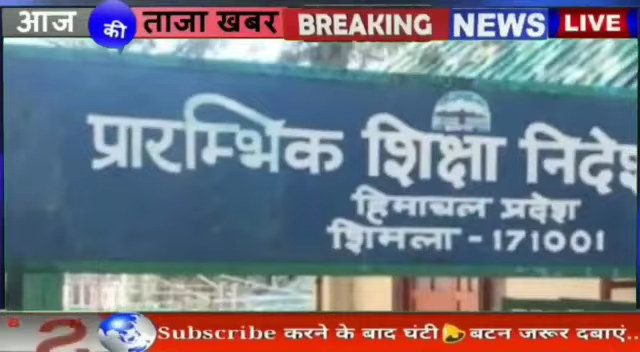 आज की ताजा खबर BREAKING NEWS LIVE
प्रारम्भिक शिक्षा
हिमाचल प्रदेश
शिमला - 171001
Subscribe करने के बाद घंटी बटन जरूर दबाएं..